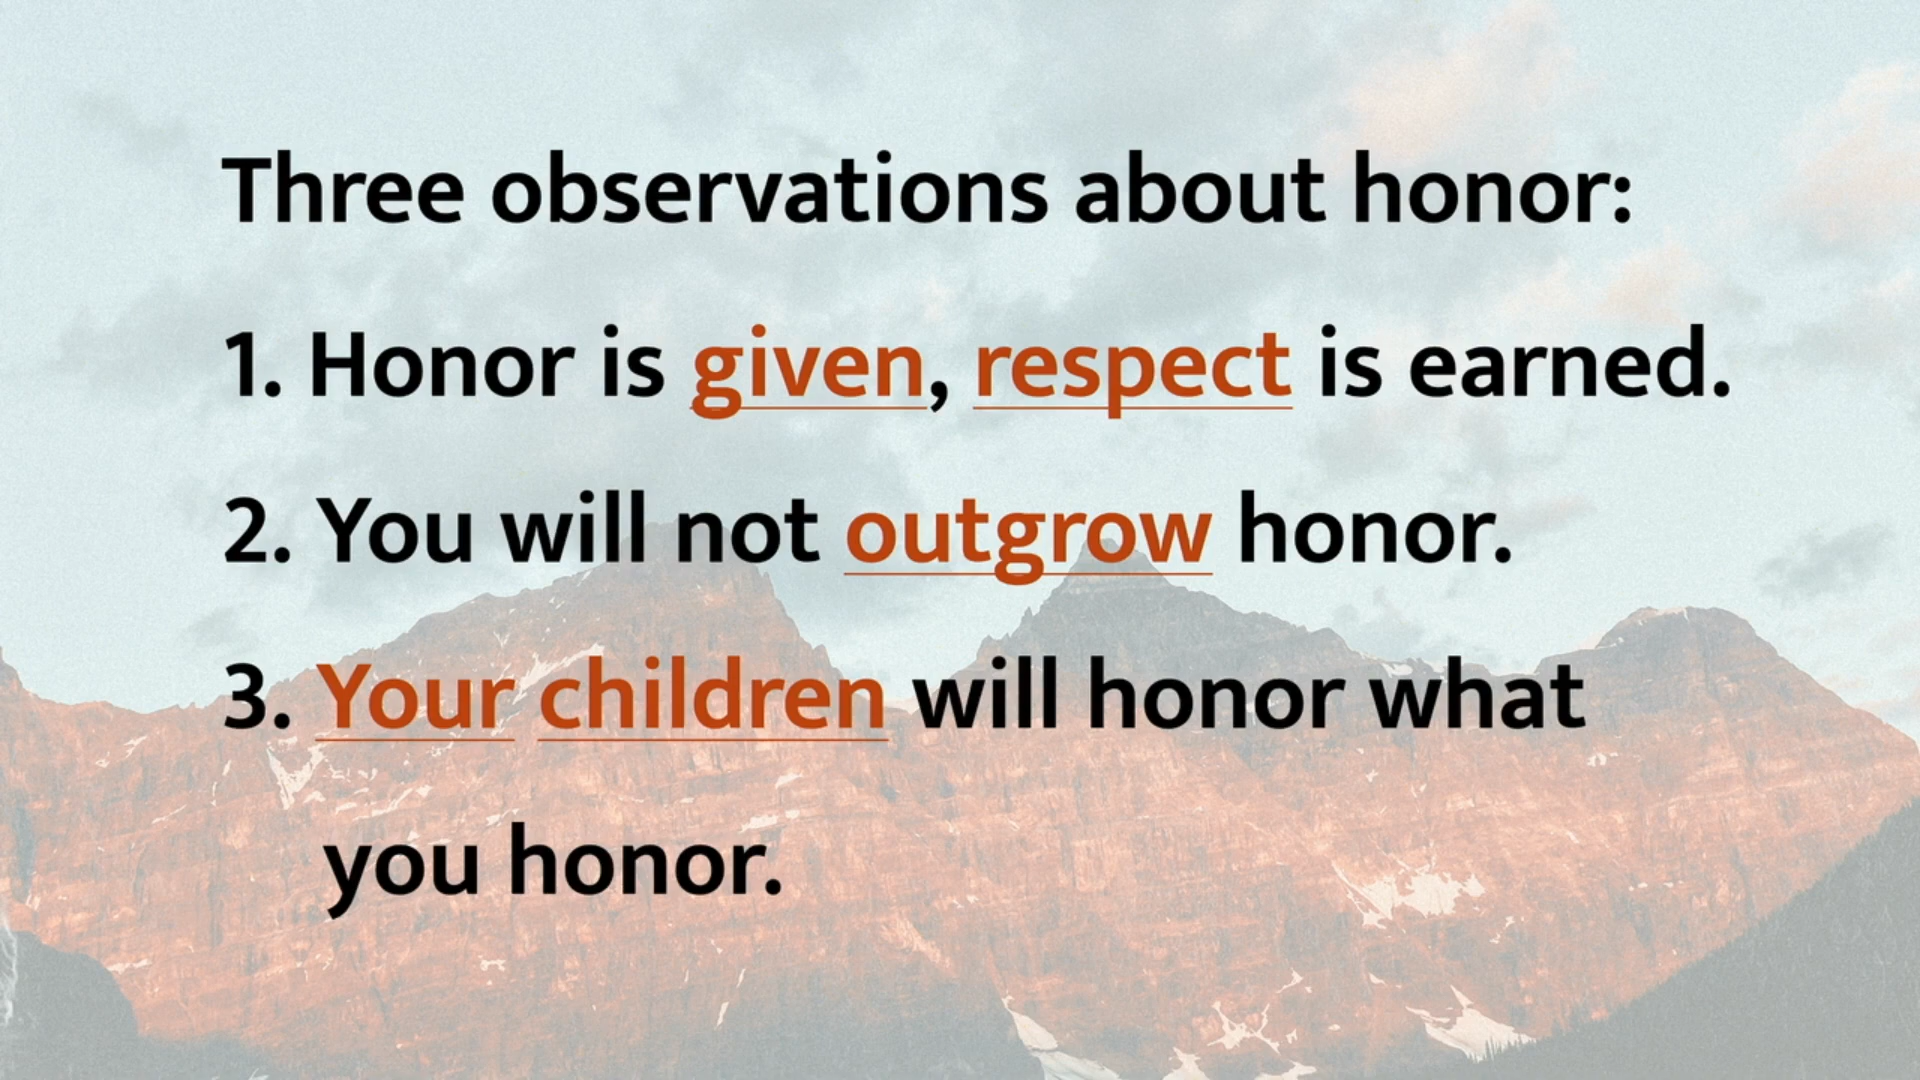 Three observations about honor:
1. Honor is given, respect is earned.
2. You will not outgrow honor.
3. Your children will honor what
you honor.